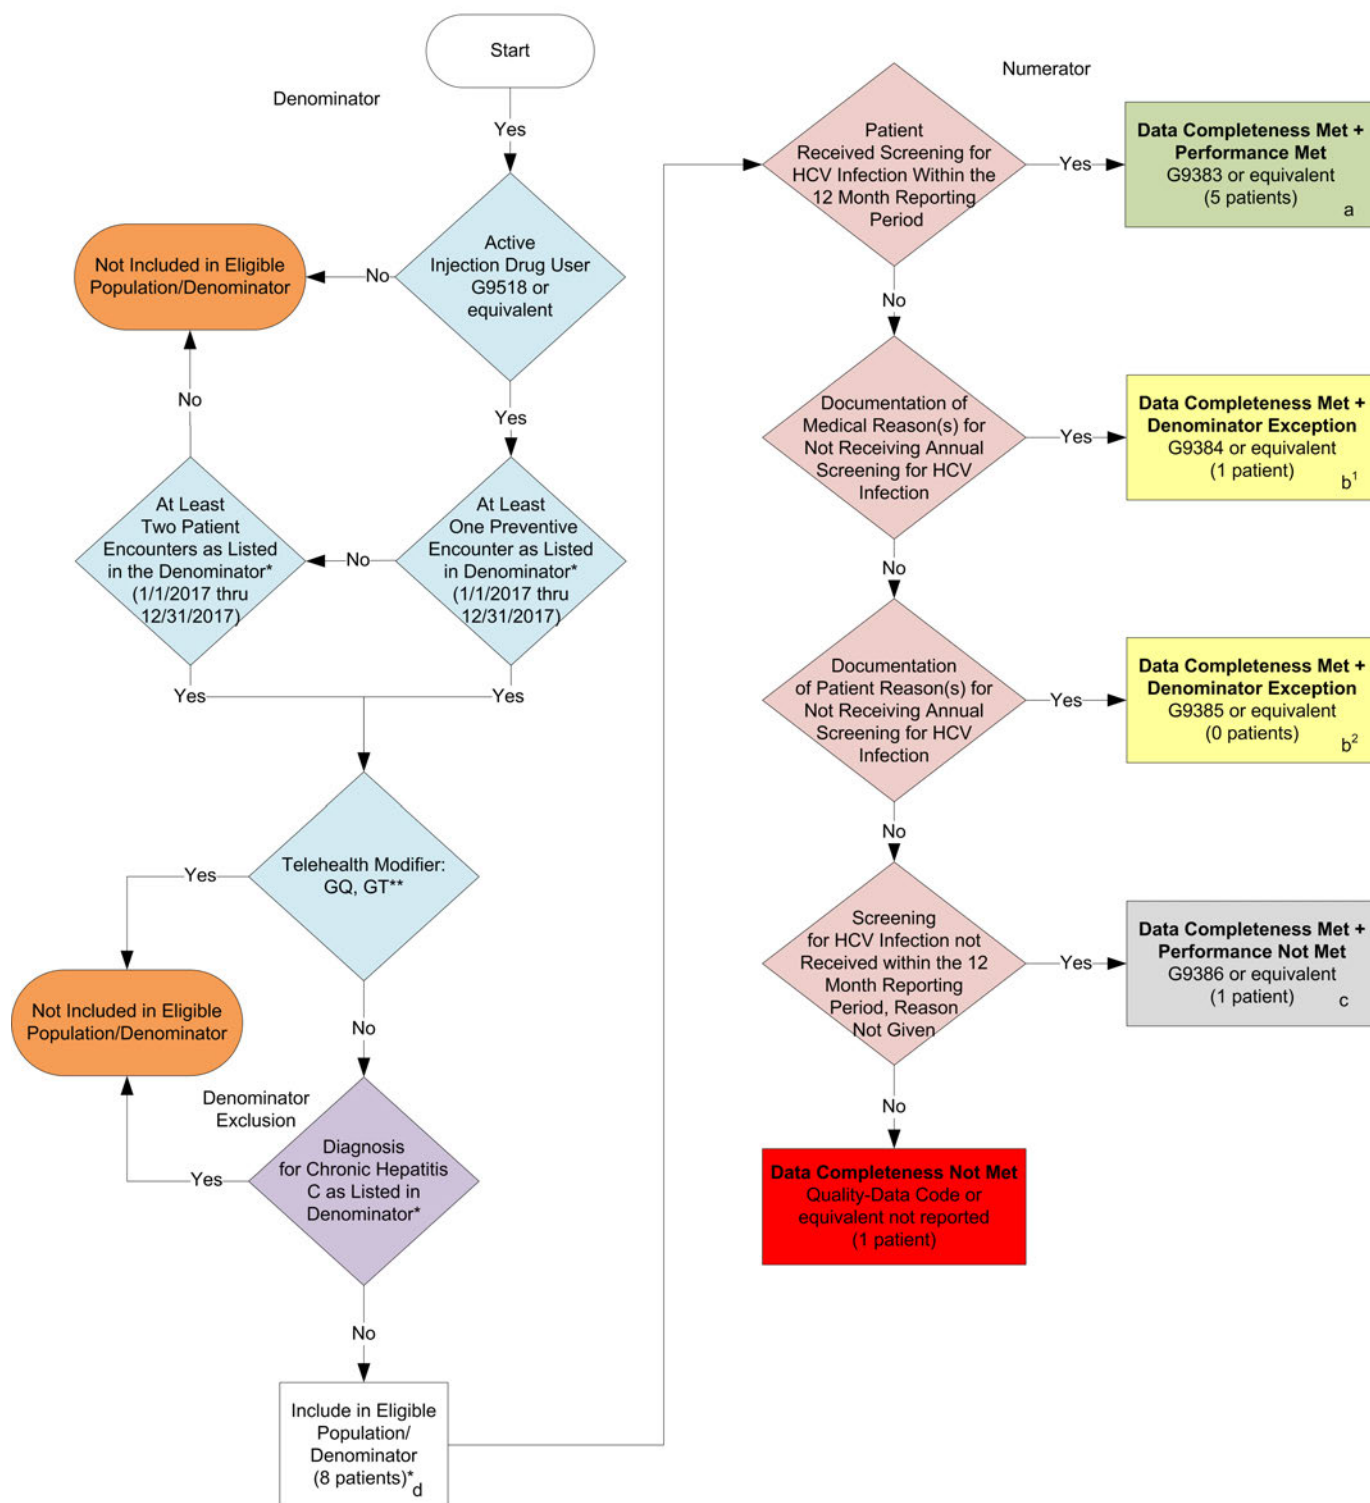 Start
Denominator
Yes
Active
Injection Drug User
G9518 or
equivalent
No
Not Included in Eligible
Population/Denominator
Yes
No
At Least
One Preventive
Encounter as Listed
in Denominator*
(1/1/2017 thru
12/31/2017)
No
At Least
Two Patient
Encounters as Listed
in the Denominator*
(1/1/2017 thru
12/31/2017)
Yes
Yes
Telehealth Modifier:
GQ, GT**
Yes
Not Included in Eligible
Population/Denominator
No
Denominator
Exclusion
Diagnosis
for Chronic Hepatitis
C as Listed in
Denominator*
Yes
No
Include in Eligible
Population/
Denominator
(8 patients)*
d
Numerator
Patient
Received Screening for
HCV Infection Within the
12 Month Reporting
Period
Yes
Data Completeness Met +
Performance Met
G9383 or equivalent
(5 patients)
a
No
Documentation of
Medical Reason(s) for
Not Receiving Annual
Screening for HCV
Infection
Yes
Data Completeness Met +
Denominator Exception
G9384 or equivalent
(1 patient)
b¹
No
Documentation
of Patient Reason(s) for
Not Receiving Annual
Screening for HCV
Infection
Yes
Data Completeness Met +
Denominator Exception
G9385 or equivalent
(0 patients)
b²
No
Screening
for HCV Infection not
Received within the 12
Month Reporting
Period, Reason
Not Given
Yes
Data Completeness Met +
Performance Not Met
G9386 or equivalent
(1 patient)
c
No
Data Completeness Not Met
Quality-Data Code or
equivalent not reported
(1 patient)